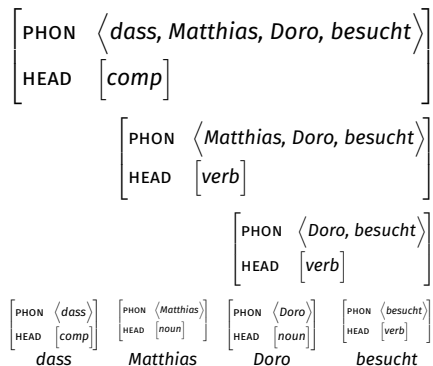 PHON ⟨dass, Matthias, Doro, besucht⟩
HEAD [comp]
PHON ⟨Matthias, Doro, besucht⟩
HEAD [verb]
PHON ⟨Doro, besucht⟩
HEAD [verb]
PHON ⟨dass⟩ PHON ⟨Matthias⟩ PHON ⟨Doro⟩ PHON ⟨besucht⟩
HEAD [comp] HEAD [noun] HEAD [noun] HEAD [verb]
dass Matthias Doro besucht